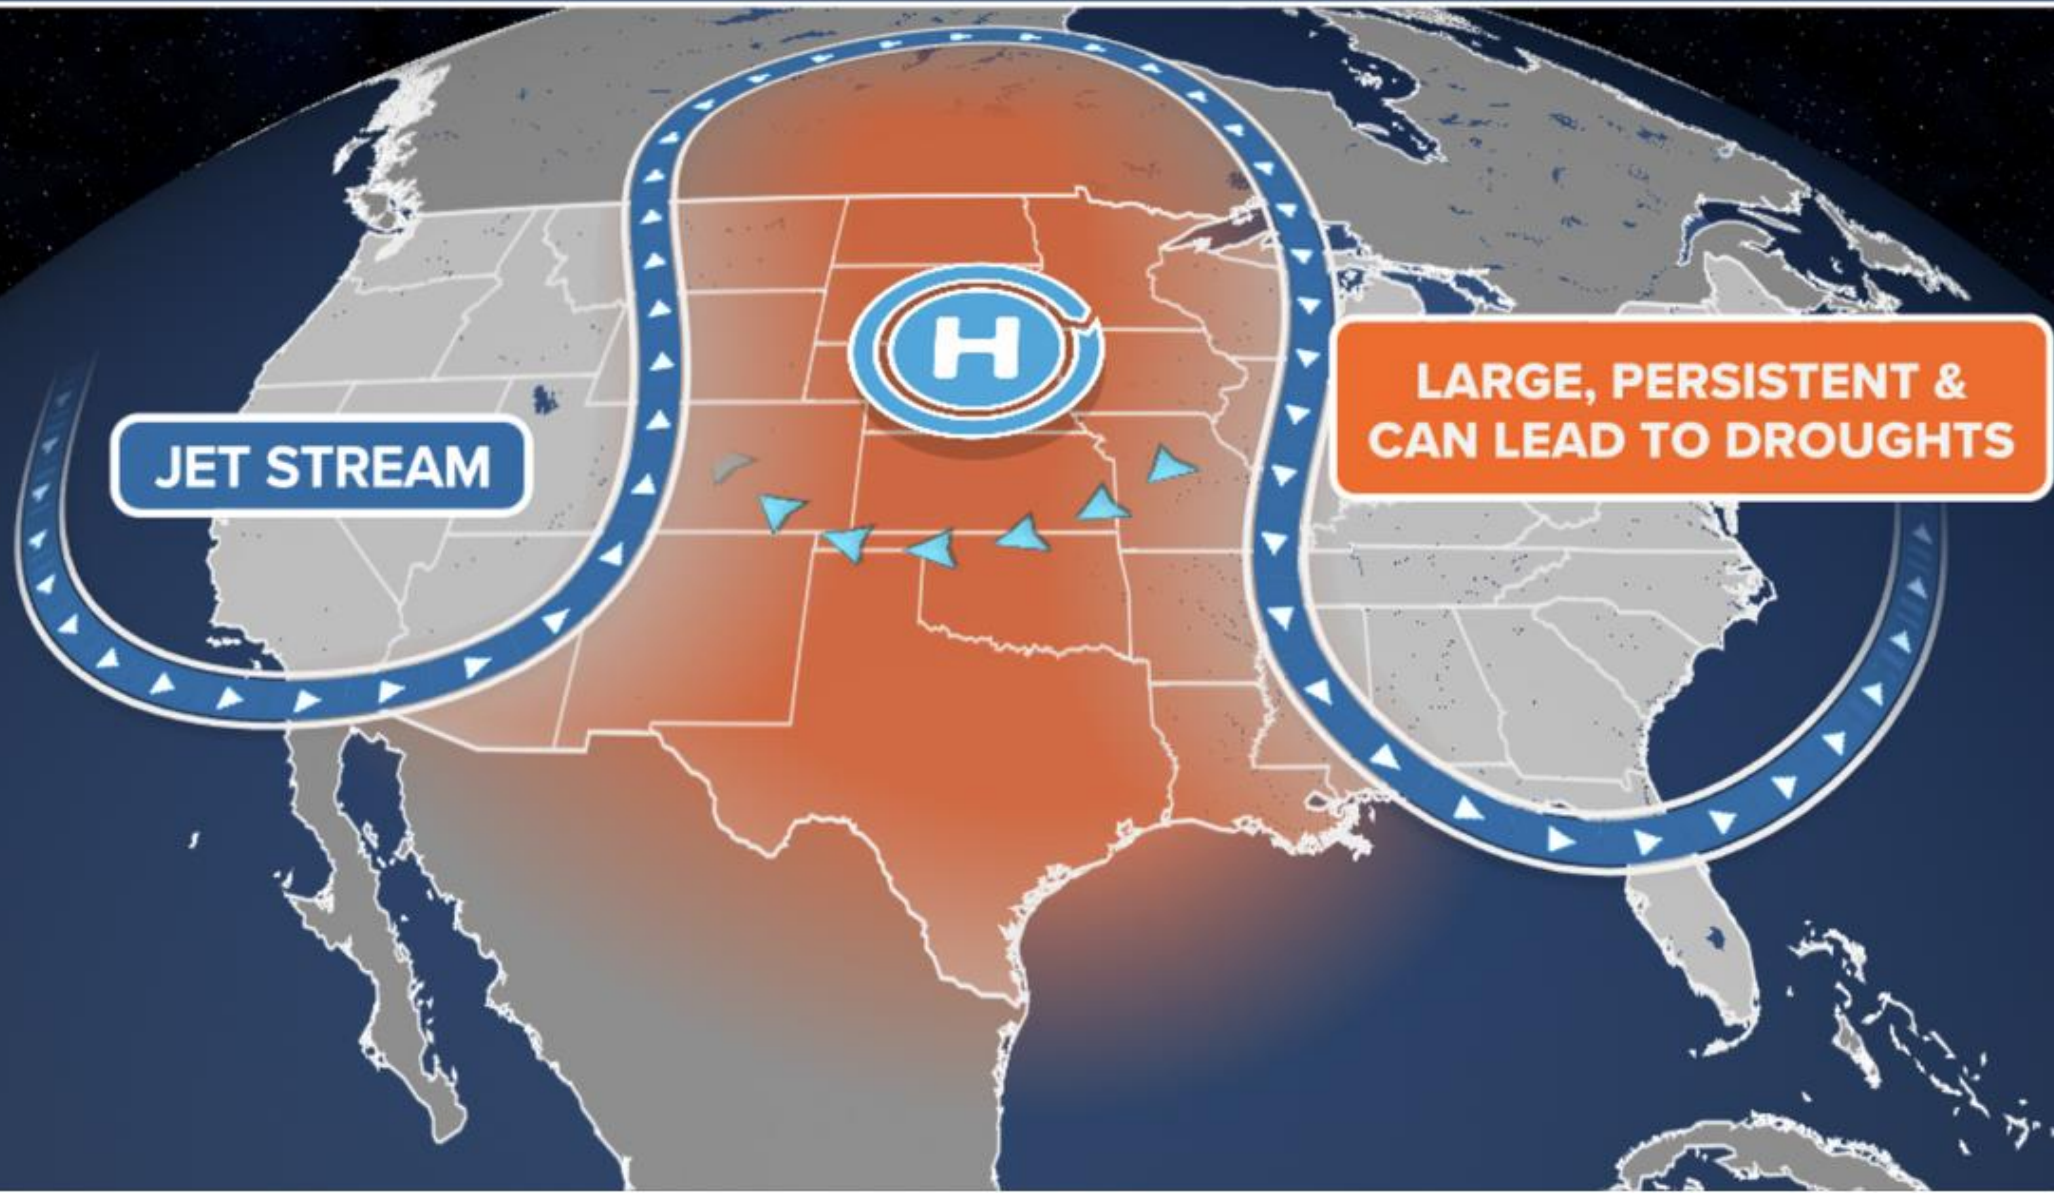 H
JET STREAM
LARGE, PERSISTENT &
CAN LEAD TO DROUGHTS